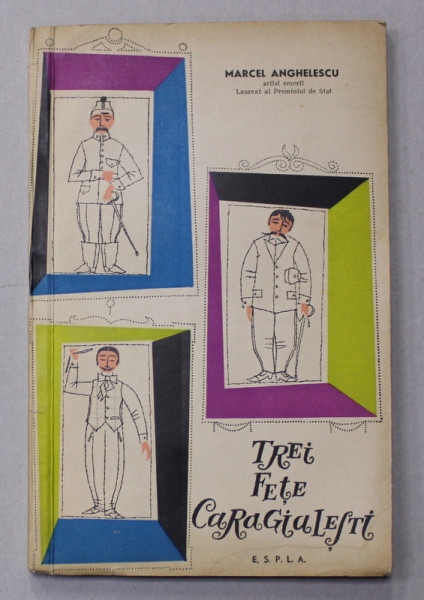 MARCEL ANGHELESCU
artist emerit
Laureat al Premiului de Stat
TREI
FEȚE
CARAGIALEȘTI
E. S. P. L. A.